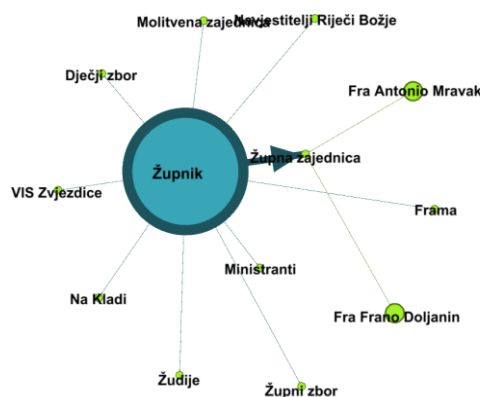 Molitvena zajednica
Navjestitelji Riječi Božje
Dječji zbor
Fra Antonio Mravak
Župna zajednica
Župnik
VIS Zvjezdice
Frama
Ministranti
Na Kladi
Fra Frano Doljanin
Žudije
Župni zbor